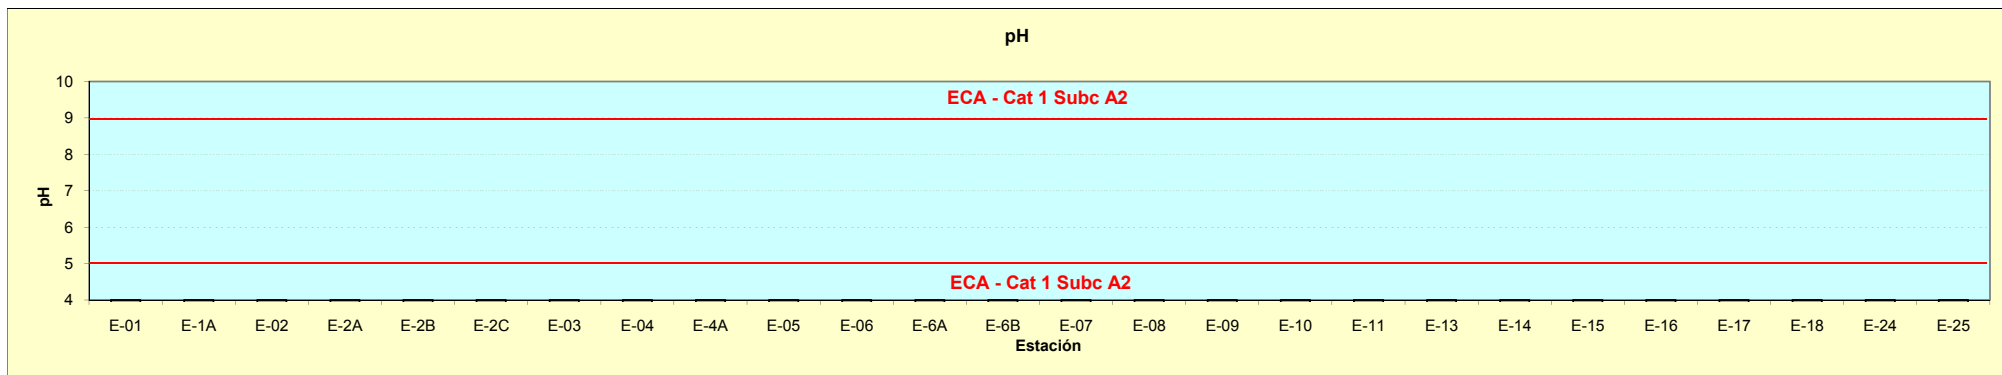 pH
10
ECA - Cat 1 Subc A2
9
8
7
pH
6
5
ECA - Cat 1 Subc A2
4
E-01 E-1A E-02 E-2A E-2B E-2C E-03 E-04 E-4A E-05 E-06 E-6A E-6B E-07 E-08 E-09 E-10 E-11 E-13 E-14 E-15 E-16 E-17 E-18 E-24 E-25
Estación